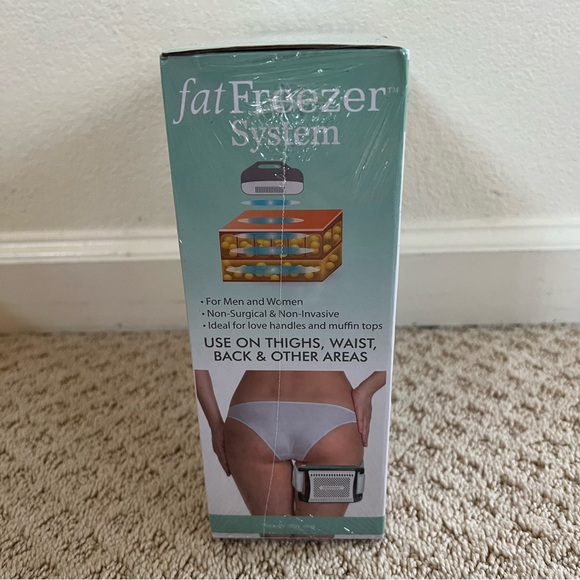 fatFreezer™
System
• For Men and Women
• Non-Surgical & Non-Invasive
• Ideal for love handles and muffin tops
USE ON THIGHS, WAIST,
BACK & OTHER AREAS